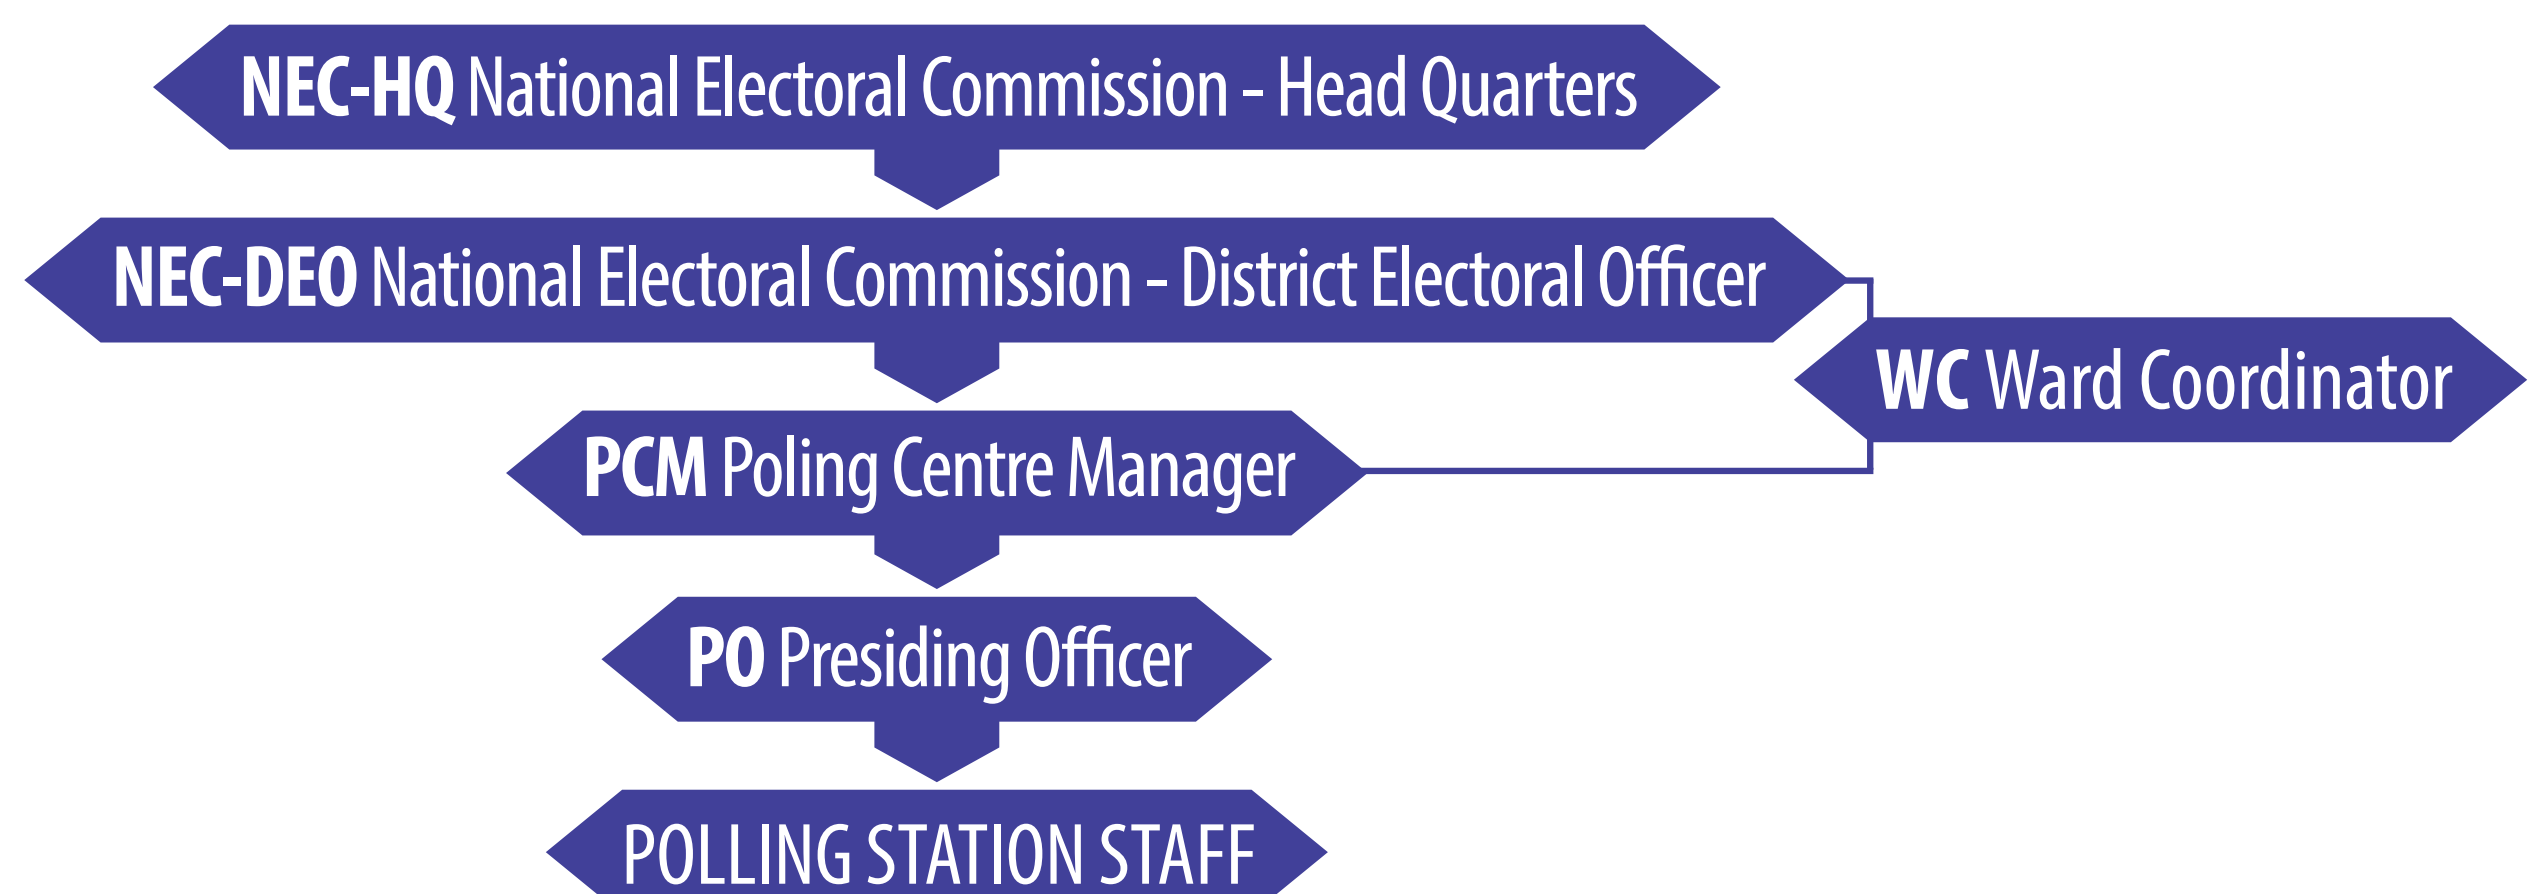 NEC-HQ National Electoral Commission - Head Quarters
NEC-DEO National Electoral Commission - District Electoral Officer
WC Ward Coordinator
PCM Poling Centre Manager
PO Presiding Officer
POLLING STATION STAFF